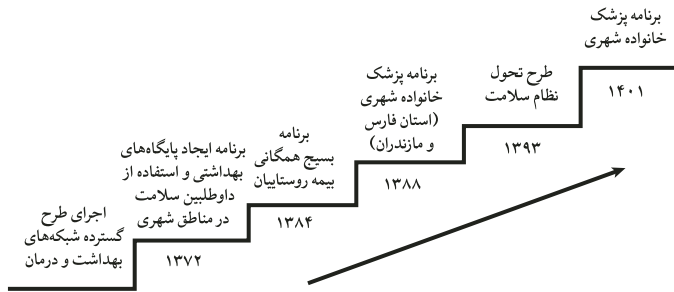 اجرای طرح
گسترده شبکه‌های
بهداشت و درمان
برنامه ایجاد پایگاه‌های
بهداشتی و استفاده از
داوطلبین سلامت
در مناطق شهری
۱۳۷۲
برنامه
بسیج همگانی
بیمه روستاییان
۱۳۸۴
برنامه پزشک
خانواده شهری
(استان فارس
و مازندران)
۱۳۸۸
طرح تحول
نظام سلامت
۱۳۹۳
برنامه پزشک
خانواده شهری
۱۴۰۱